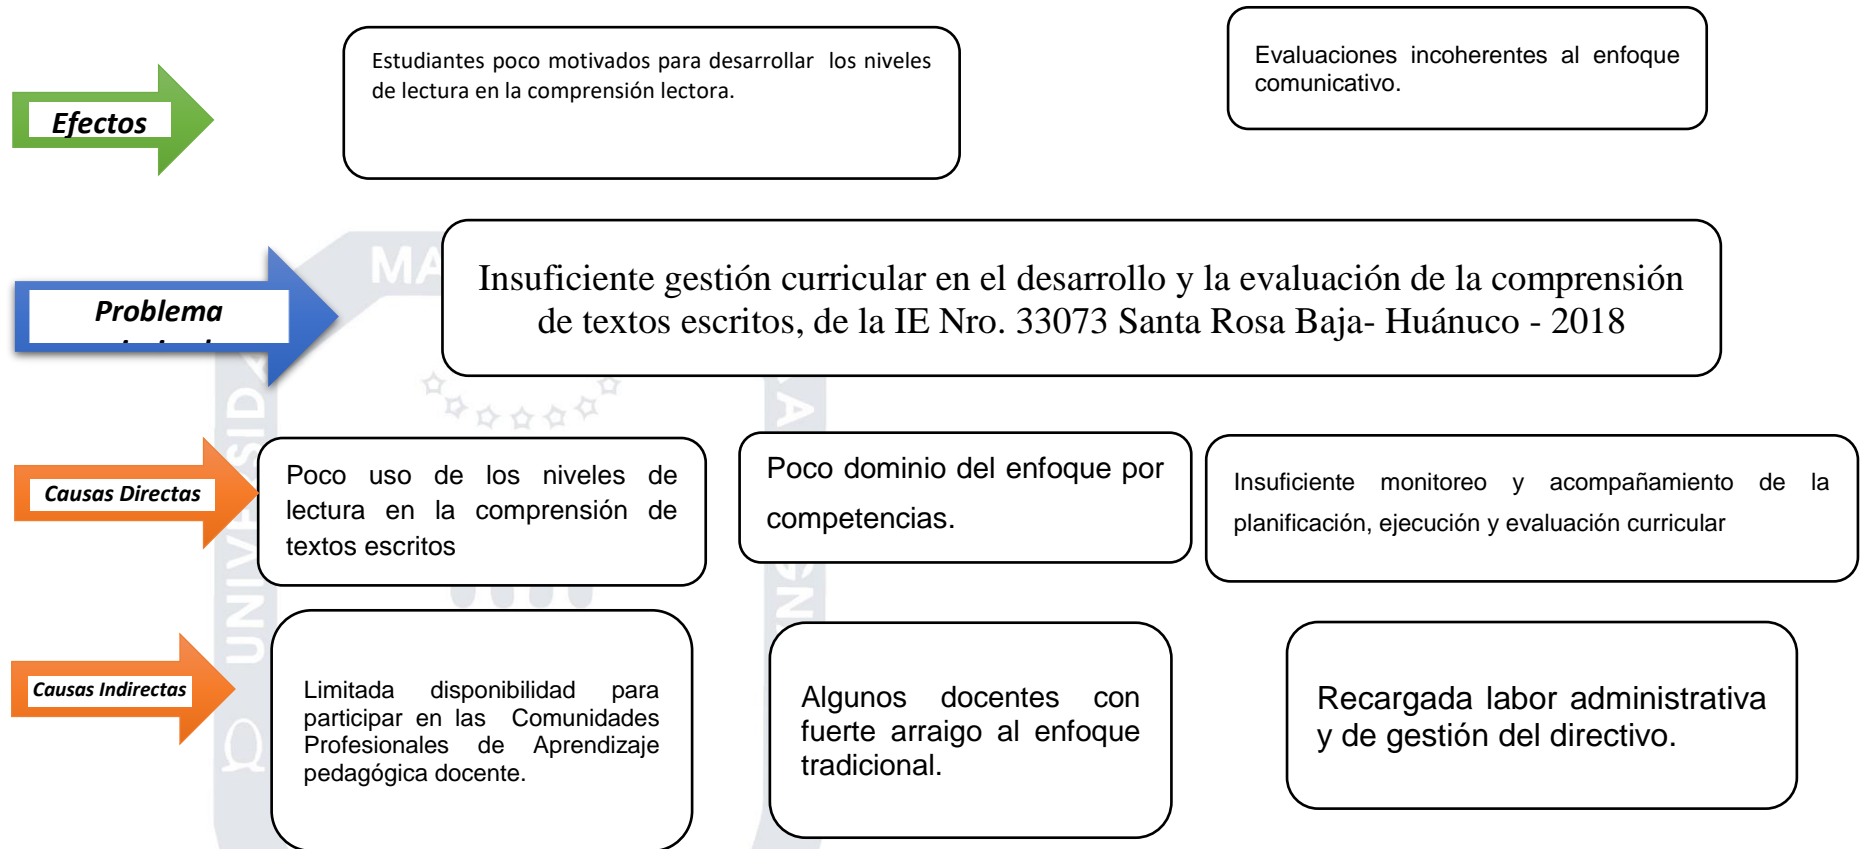 Efectos
Estudiantes poco motivados para desarrollar los niveles
de lectura en la comprensión lectora.
Evaluaciones incoherentes al enfoque
comunicativo.
Problema
Insuficiente gestión curricular en el desarrollo y la evaluación de la comprensión
de textos escritos, de la IE Nro. 33073 Santa Rosa Baja- Huánuco - 2018
MA
Causas Directas
Poco uso de los niveles de
lectura en la comprensión de
textos escritos
Poco dominio del enfoque por
competencias.
Insuficiente monitoreo y acompañamiento de la
planificación, ejecución y evaluación curricular
Causas Indirectas
Limitada disponibilidad para
participar en las Comunidades
Profesionales de Aprendizaje
pedagógica docente.
Algunos docentes con
fuerte arraigo al enfoque
tradicional.
Recargada labor administrativa
y de gestión del directivo.